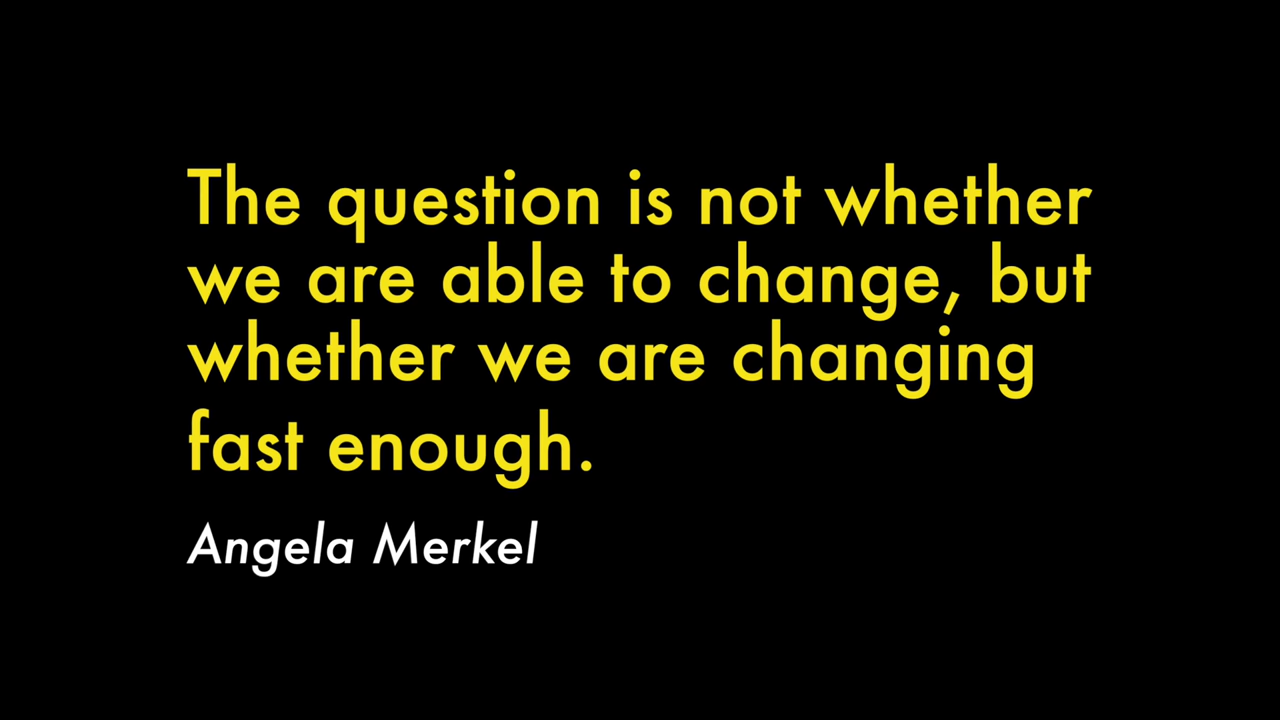 The question is not whether
we are able to change, but
whether we are changing
fast enough.
Angela Merkel